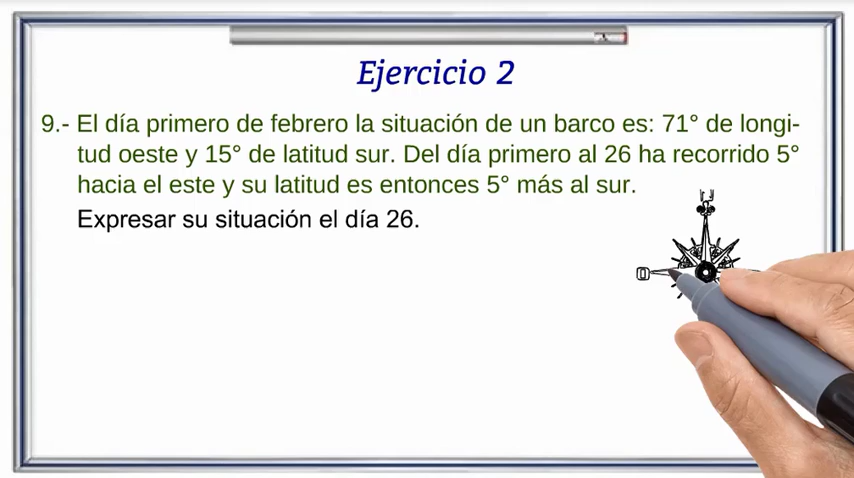 Ejercicio 2
9.- El día primero de febrero la situación de un barco es: 71° de longi-
tud oeste y 15° de latitud sur. Del día primero al 26 ha recorrido 5°
hacia el este y su latitud es entonces 5° más al sur.
Expresar su situación el día 26.
O